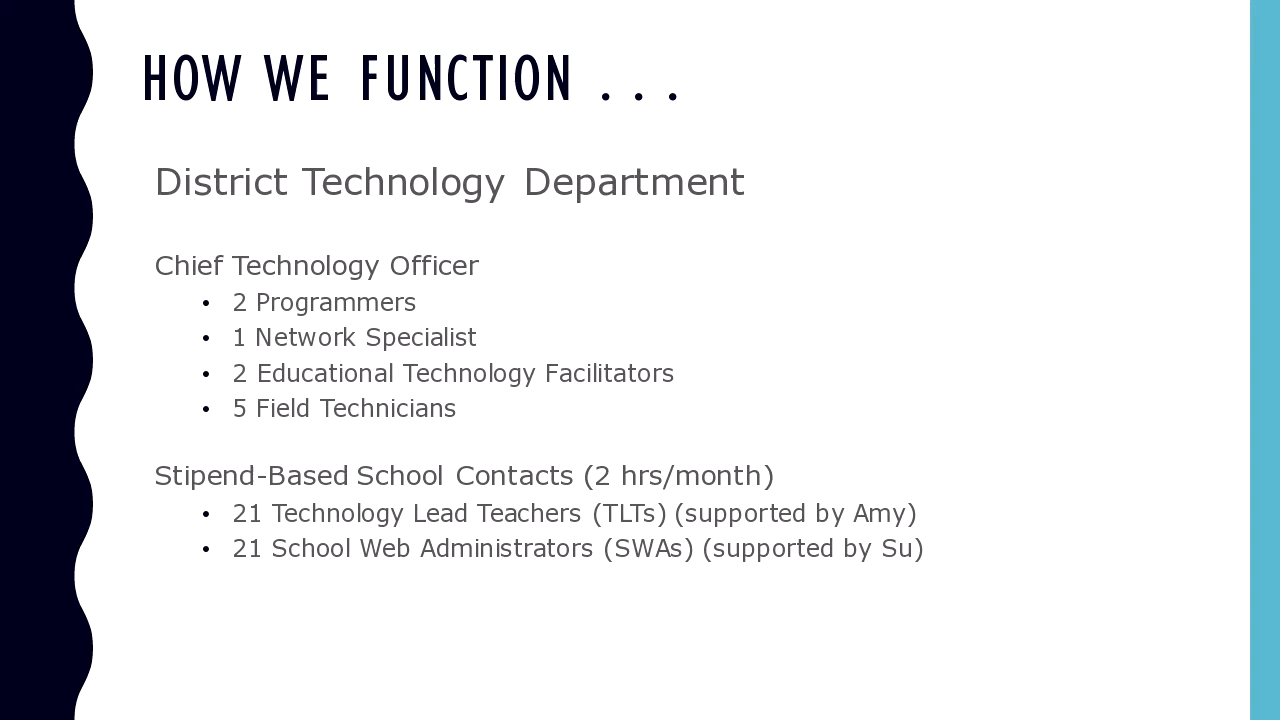 HOW WE FUNCTION . . .
District Technology Department
Chief Technology Officer
• 2 Programmers
• 1 Network Specialist
• 2 Educational Technology Facilitators
• 5 Field Technicians
Stipend-Based School Contacts (2 hrs/month)
• 21 Technology Lead Teachers (TLTs) (supported by Amy)
• 21 School Web Administrators (SWAs) (supported by Su)